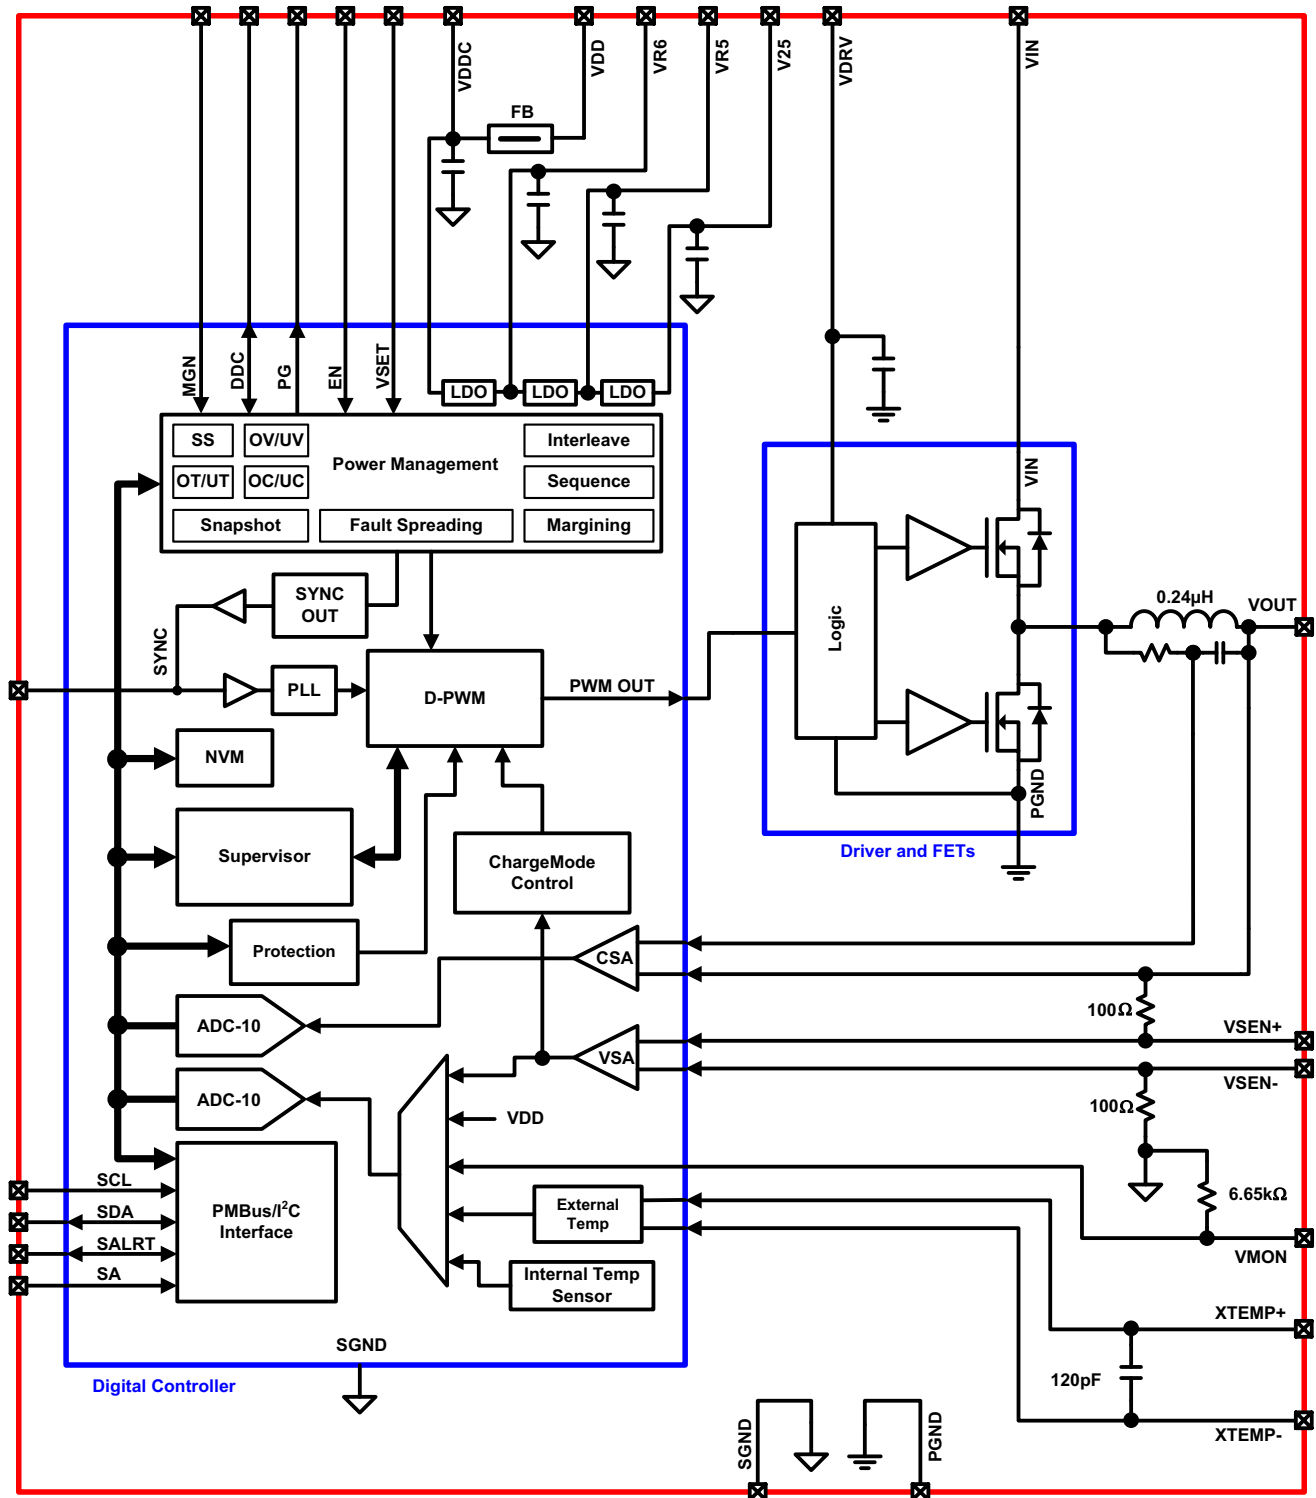 VDDC
VDD
VR6
VR5
V25
VDRV
VIN
FB
MGN
DDC
PG
EN
VSET
LDO
LDO
LDO
SS
OV/UV
Power Management
Interleave
OT/UT
OC/UC
Sequence
Snapshot
Fault Spreading
Margining
VIN
SYNC
OUT
SYNC
PLL
D-PWM
PWM OUT
Logic
0.24µH
VOUT
NVM
Supervisor
ChargeMode
Control
PGND
Driver and FETs
Protection
CSA
ADC-10
100Ω
VSEN+
VSA
VSEN-
ADC-10
VDD
100Ω
SCL
SDA
SALRT
SA
PMBus/I²C
Interface
External
Temp
6.65kΩ
VMON
Internal Temp
Sensor
XTEMP+
SGND
120pF
Digital Controller
XTEMP-
SGND
PGND